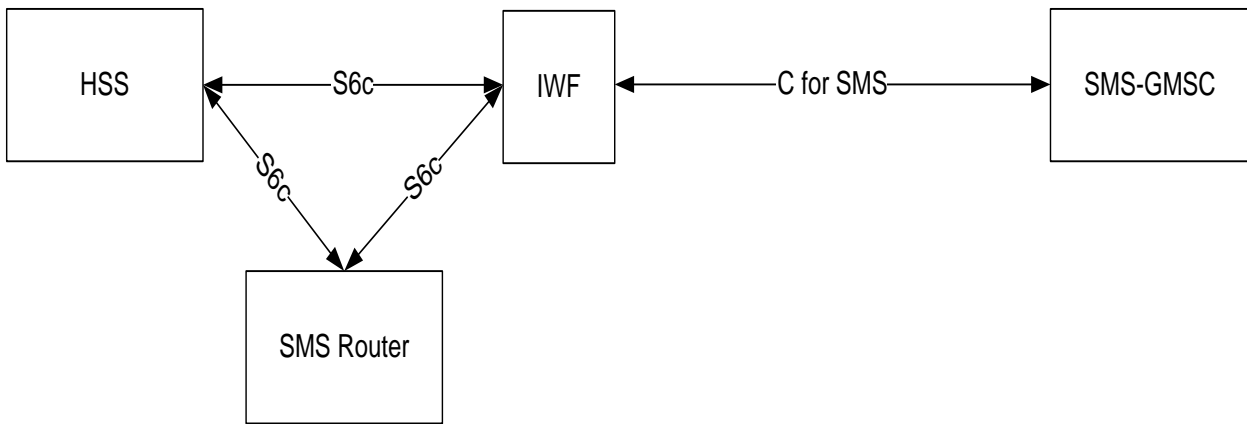 HSS
S6c
IWF
C for SMS
SMS-GMSC
S6c
S6c
SMS Router